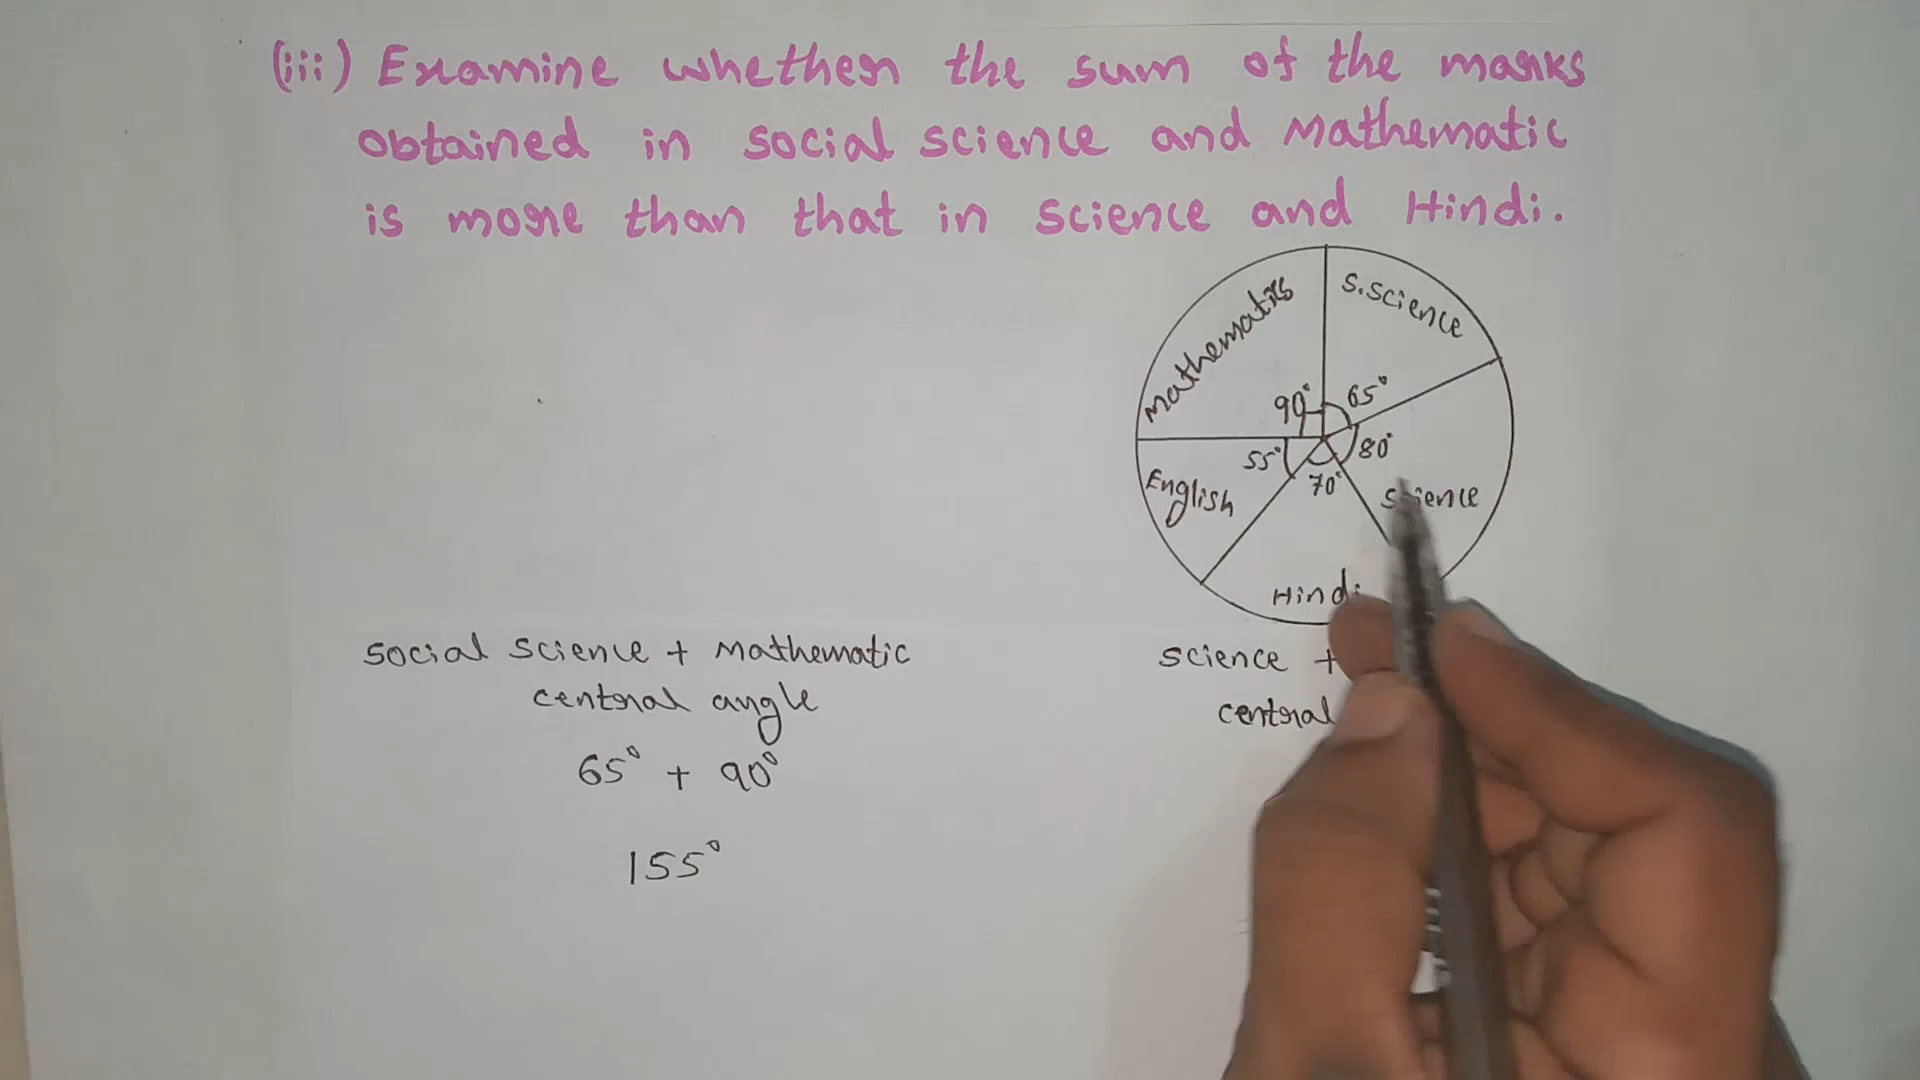 (iii) Examine whether the sum of the marks
obtained in social science and Mathematic
is more than that in science and Hindi.
Mathematics
S.Science
90°
65°
55°
80°
70°
English
Science
Hindi
social science + Mathematic
central angle
65° + 90°
155°
science +
central